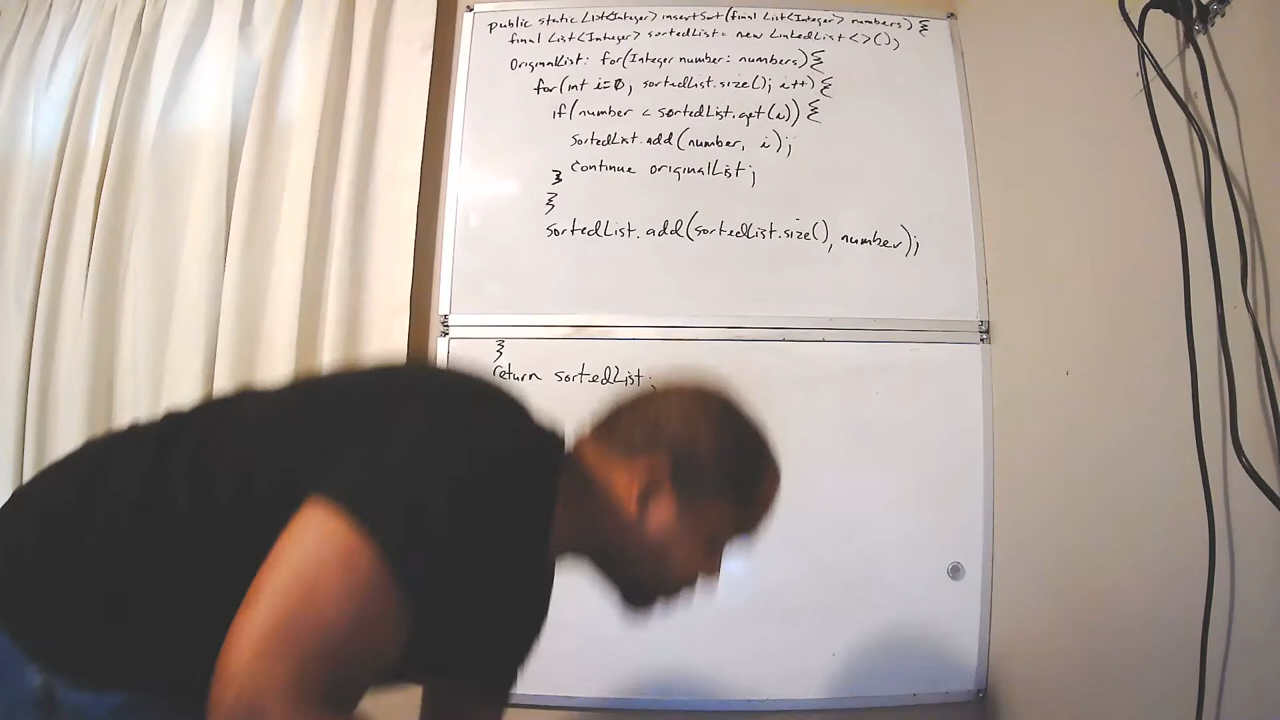 public static List<Integer> insertSort(final List<Integer> numbers) {
final List<Integer> sortedList = new LinkedList<>();
OriginalList: for(Integer number: numbers) {
for(int i=0; sortedList.size(); i++) {
if(number < sortedList.get(i)) {
sortedList.add(number, i);
continue originalList;
}
}
sortedList.add(sortedList.size(), number);
}
return sortedList;